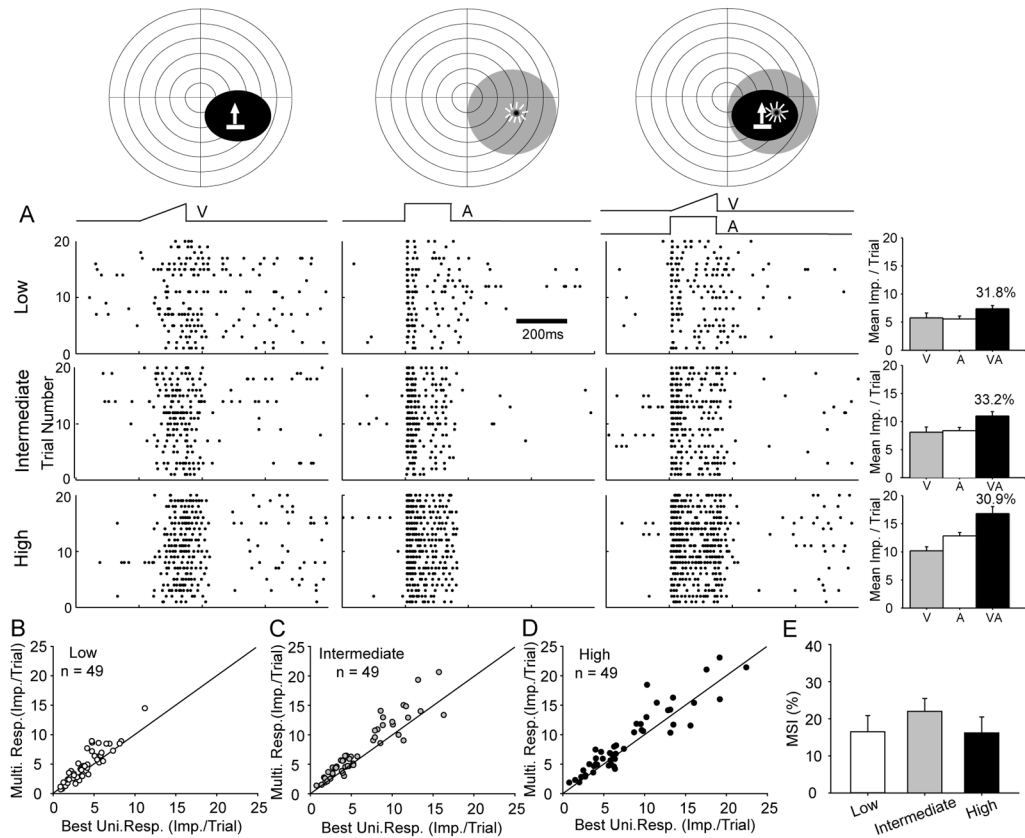 A
V
A
V
A
Low
20
10
0
200ms
Mean Imp. / Trial
20
15
10
5
0
31.8%
V A VA
Intermediate
Trial Number
20
10
0
Mean Imp. / Trial
20
15
10
5
0
33.2%
V A VA
High
20
10
0
Mean Imp. / Trial
20
15
10
5
0
30.9%
V A VA
B
Low
n = 49
Multi. Resp.(Imp./Trial)
25
20
15
10
5
0
0 5 10 15 20 25
Best Uni.Resp. (Imp./Trial)
C
Intermediate
n = 49
Multi. Resp.(Imp./Trial)
25
20
15
10
5
0
0 5 10 15 20 25
Best Uni.Resp. (Imp./Trial)
D
High
n = 49
Multi. Resp.(Imp./Trial)
25
20
15
10
5
0
0 5 10 15 20 25
Best Uni.Resp. (Imp./Trial)
E
MSI (%)
40
30
20
10
0
Low
Intermediate
High